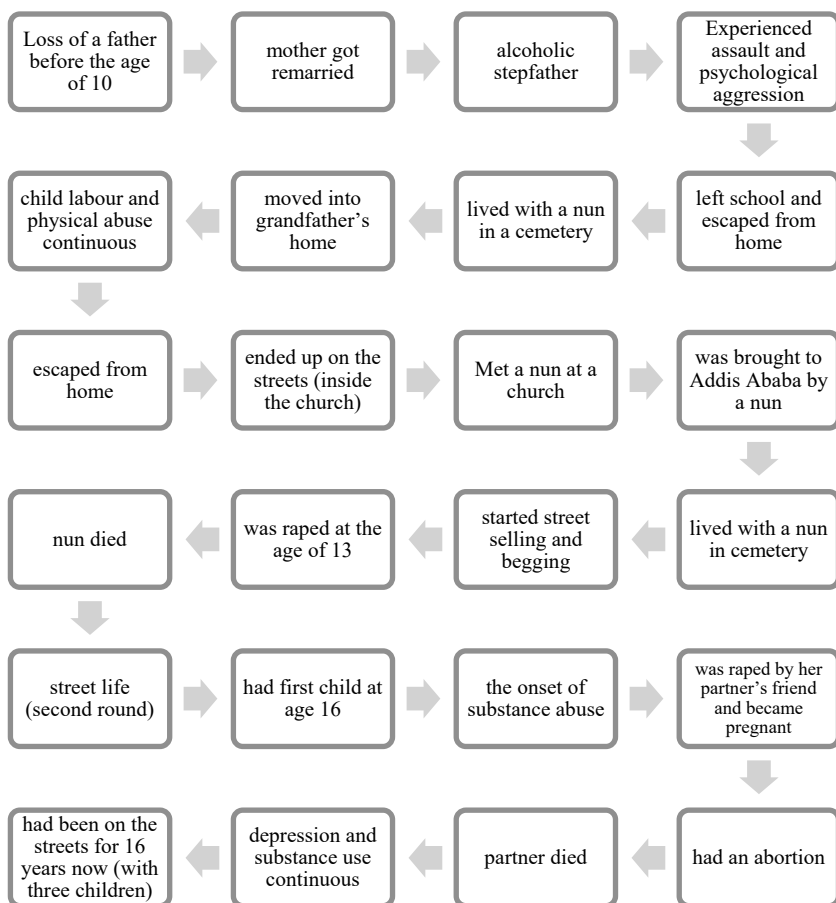 Loss of a father
before the age
of 10
mother got
remarried
alcoholic
stepfather
Experienced
assault and
psychological
aggression
left school and
escaped from
home
lived with a nun
in a cemetery
moved into
grandfather’s
home
child labour and
physical abuse
continuous
escaped from
home
ended up on the
streets (inside
the church)
Met a nun at a
church
was brought to
Addis Ababa by
a nun
lived with a nun
in cemetery
started street
selling and
begging
was raped at the
age of 13
nun died
street life
(second round)
had first child at
age 16
the onset of
substance abuse
was raped by her
partner’s friend
and became
pregnant
had an abortion
partner died
depression and
substance use
continuous
had been on the
streets for 16
years now (with
three children)